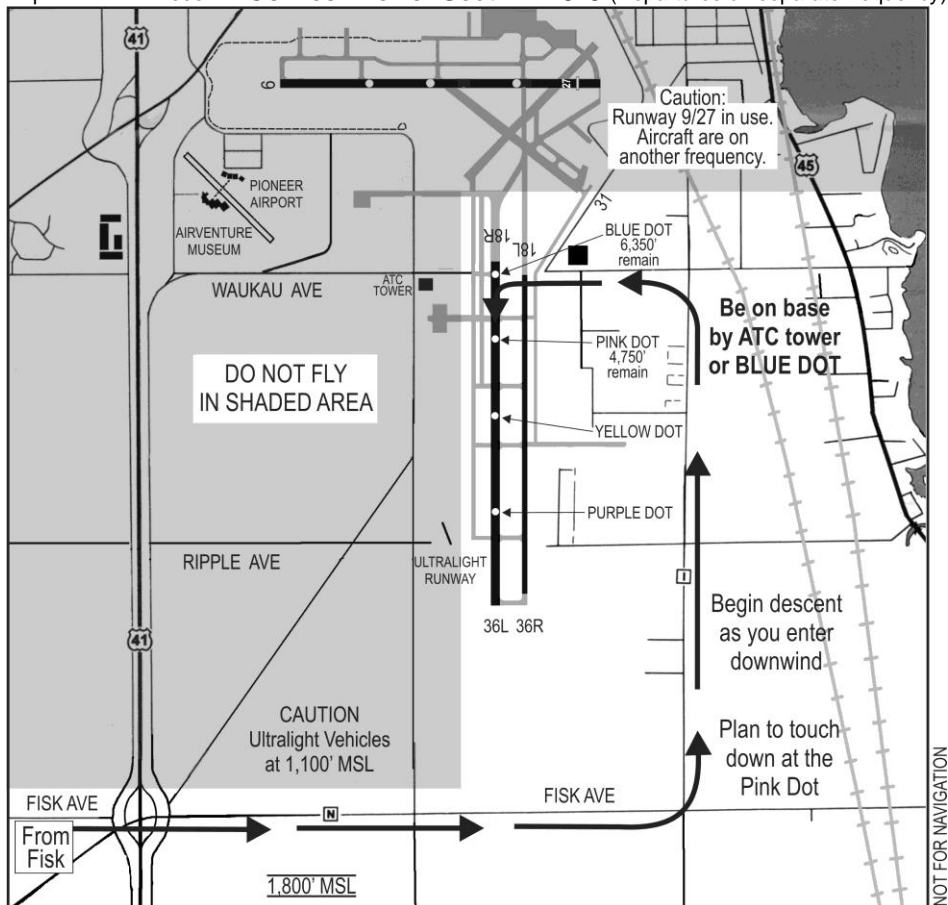 (
41
9
27
Caution:
Runway 9/27 in use.
Aircraft are on
another frequency.
45
PIONEER
AIRPORT
AIRVENTURE
MUSEUM
31
18R
18L
BLUE DOT
6,350'
remain
WAUKAU AVE
ATC
TOWER
Be on base
by ATC tower
or BLUE DOT
PINK DOT
4,750'
remain
DO NOT FLY
IN SHADED AREA
YELLOW DOT
PURPLE DOT
RIPPLE AVE
ULTRALIGHT
RUNWAY
I
36L 36R
Begin descent
as you enter
downwind
41
CAUTION
Ultralight Vehicles
at 1,100' MSL
Plan to touch
down at the
Pink Dot
FISK AVE
FISK AVE
N
From
Fisk
1,800' MSL
NOT FOR NAVIGATION